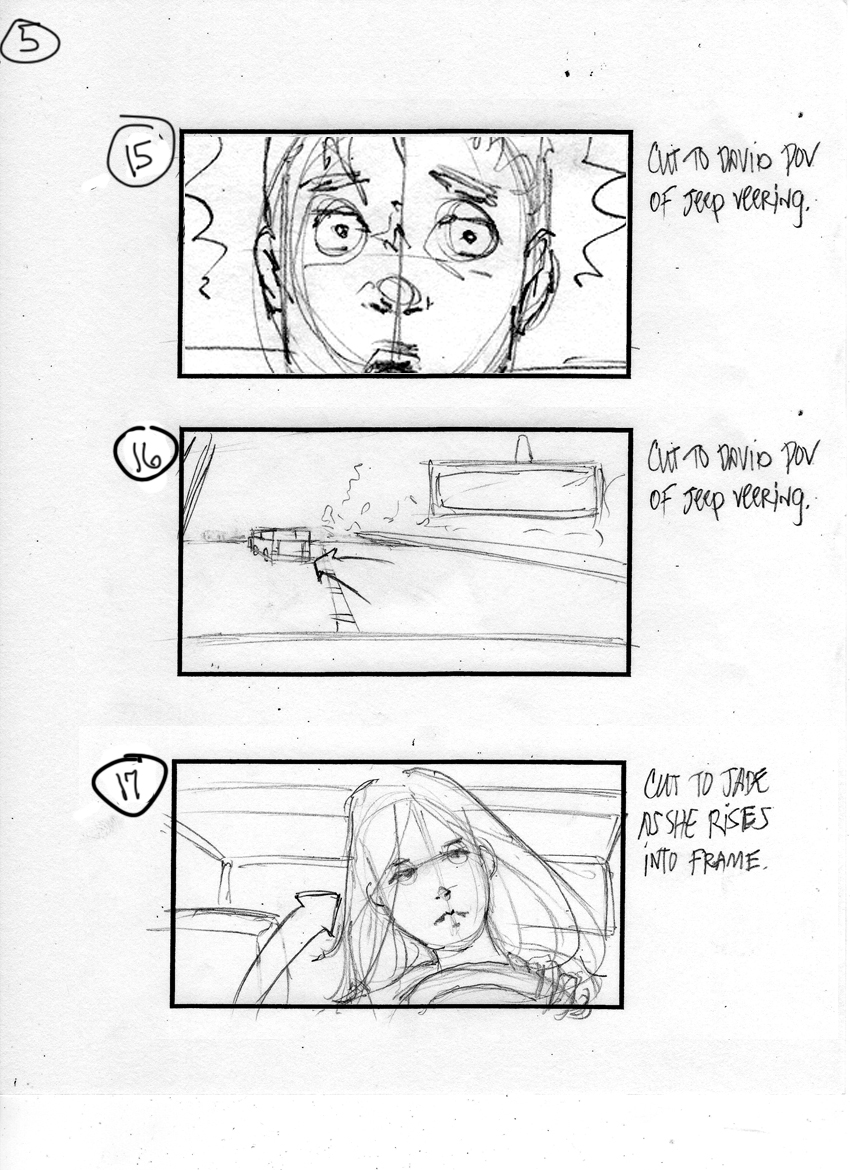 5
15
CUT TO DAVID POV
OF JEEP VEERING.
16
CUT TO DAVID POV
OF JEEP VEERING.
17
CUT TO JADE
AS SHE RISES
INTO FRAME.